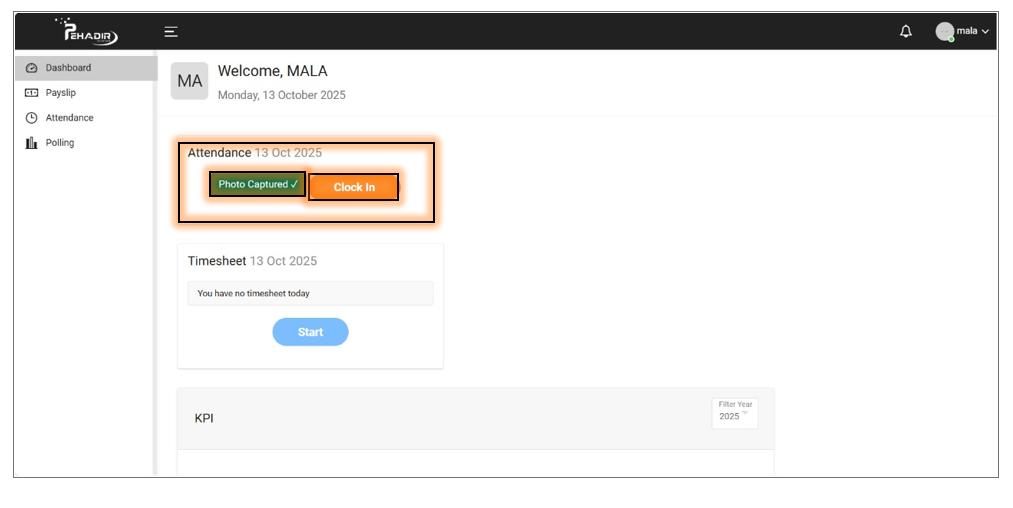 PEHADIR
mala
Dashboard
Payslip
Attendance
Polling
MA
Welcome, MALA
Monday, 13 October 2025
Attendance 13 Oct 2025
Photo Captured ✓
Clock In
Timesheet 13 Oct 2025
You have no timesheet today
Start
KPI
Filter Year
2025